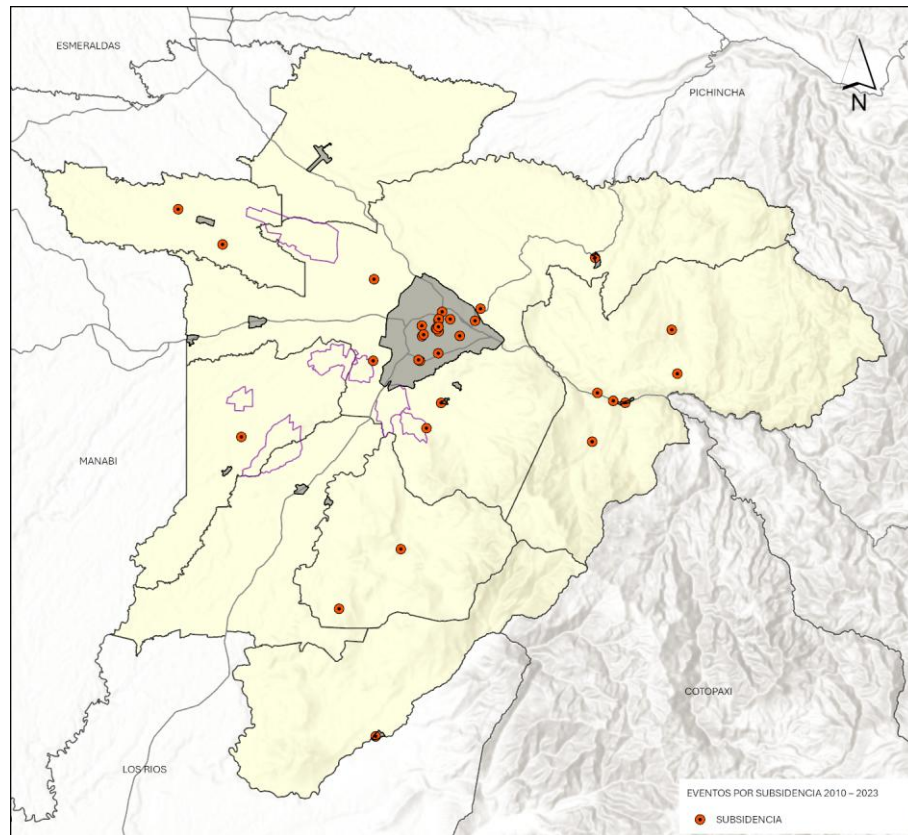 ESMERALDAS
PICHINCHA
N
MANABI
COTOPAXI
LOS RIOS
EVENTOS POR SUBSIDENCIA 2010 – 2023
SUBSIDENCIA